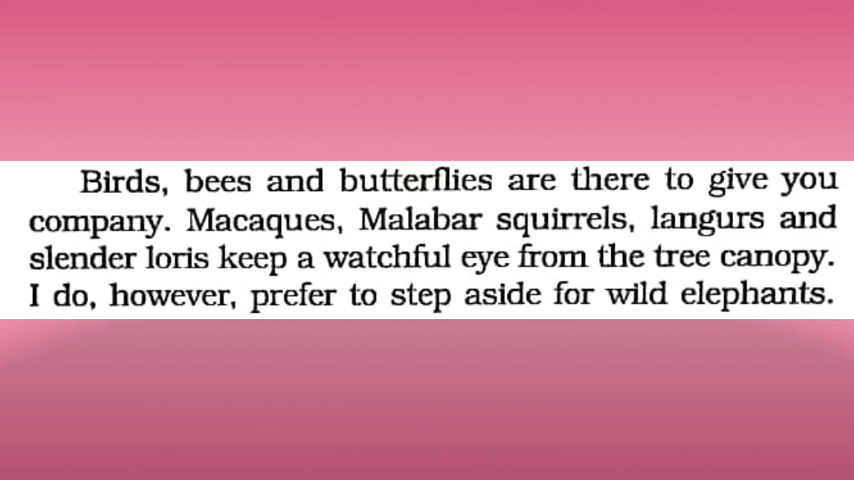 Birds, bees and butterflies are there to give you
company. Macaques, Malabar squirrels, langurs and
slender loris keep a watchful eye from the tree canopy.
I do, however, prefer to step aside for wild elephants.